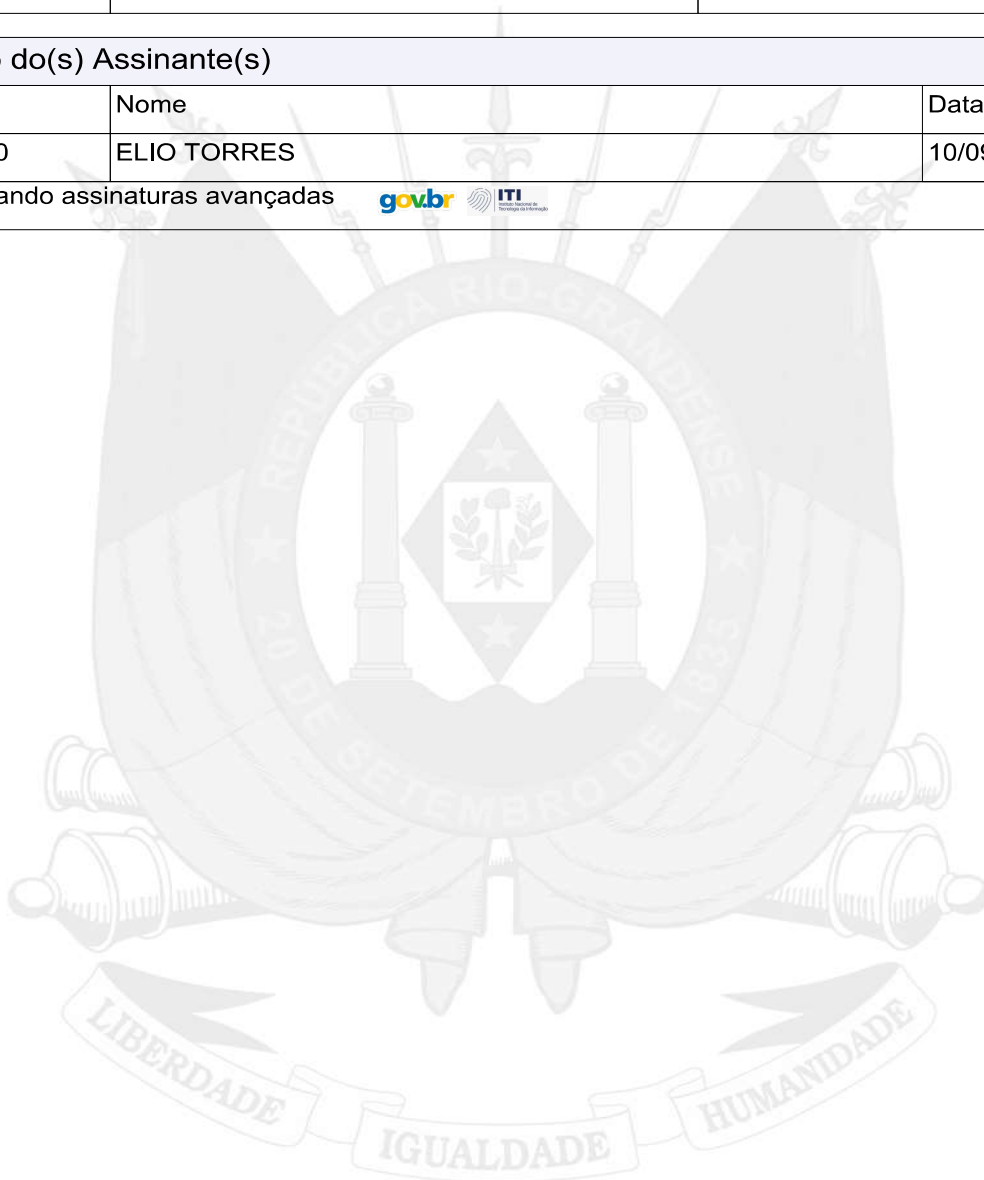 do(s) Assinante(s)
Nome Data
0 ELIO TORRES 10/09
ando assinaturas avançadas gov.br ITI
REPÚBLICA RIO-GRANDENSE
20 DE SETEMBRO DE 1835
LIBERDADE IGUALDADE HUMANIDADE